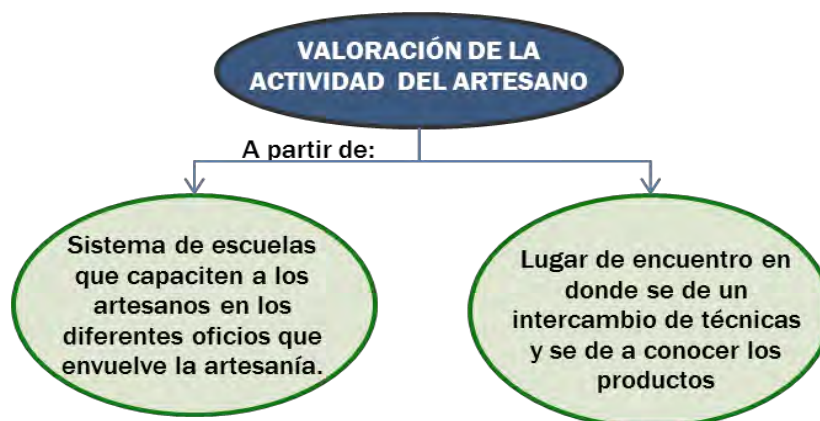 VALORACIÓN DE LA
ACTIVIDAD DEL ARTESANO
A partir de:
Sistema de escuelas
que capaciten a los
artesanos en los
diferentes oficios que
envuelve la artesanía.
Lugar de encuentro en
donde se de un
intercambio de técnicas
y se de a conocer los
productos